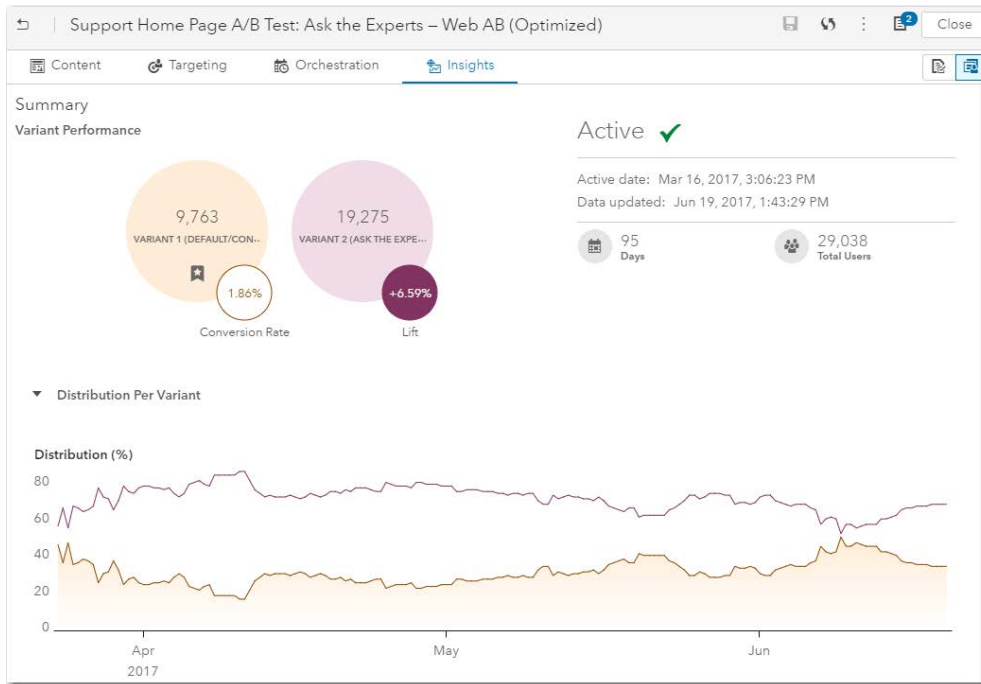 Support Home Page A/B Test: Ask the Experts – Web AB (Optimized)
2
Close
Content
Targeting
Orchestration
Insights
Summary
Variant Performance
9,763
VARIANT 1 (DEFAULT/CON...
1.86%
Conversion Rate
19,275
VARIANT 2 (ASK THE EXPE...
+6.59%
Lift
Active
Active date: Mar 16, 2017, 3:06:23 PM
Data updated: Jun 19, 2017, 1:43:29 PM
95
Days
29,038
Total Users
Distribution Per Variant
Distribution (%)
80
60
40
20
0
Apr
May
Jun
2017